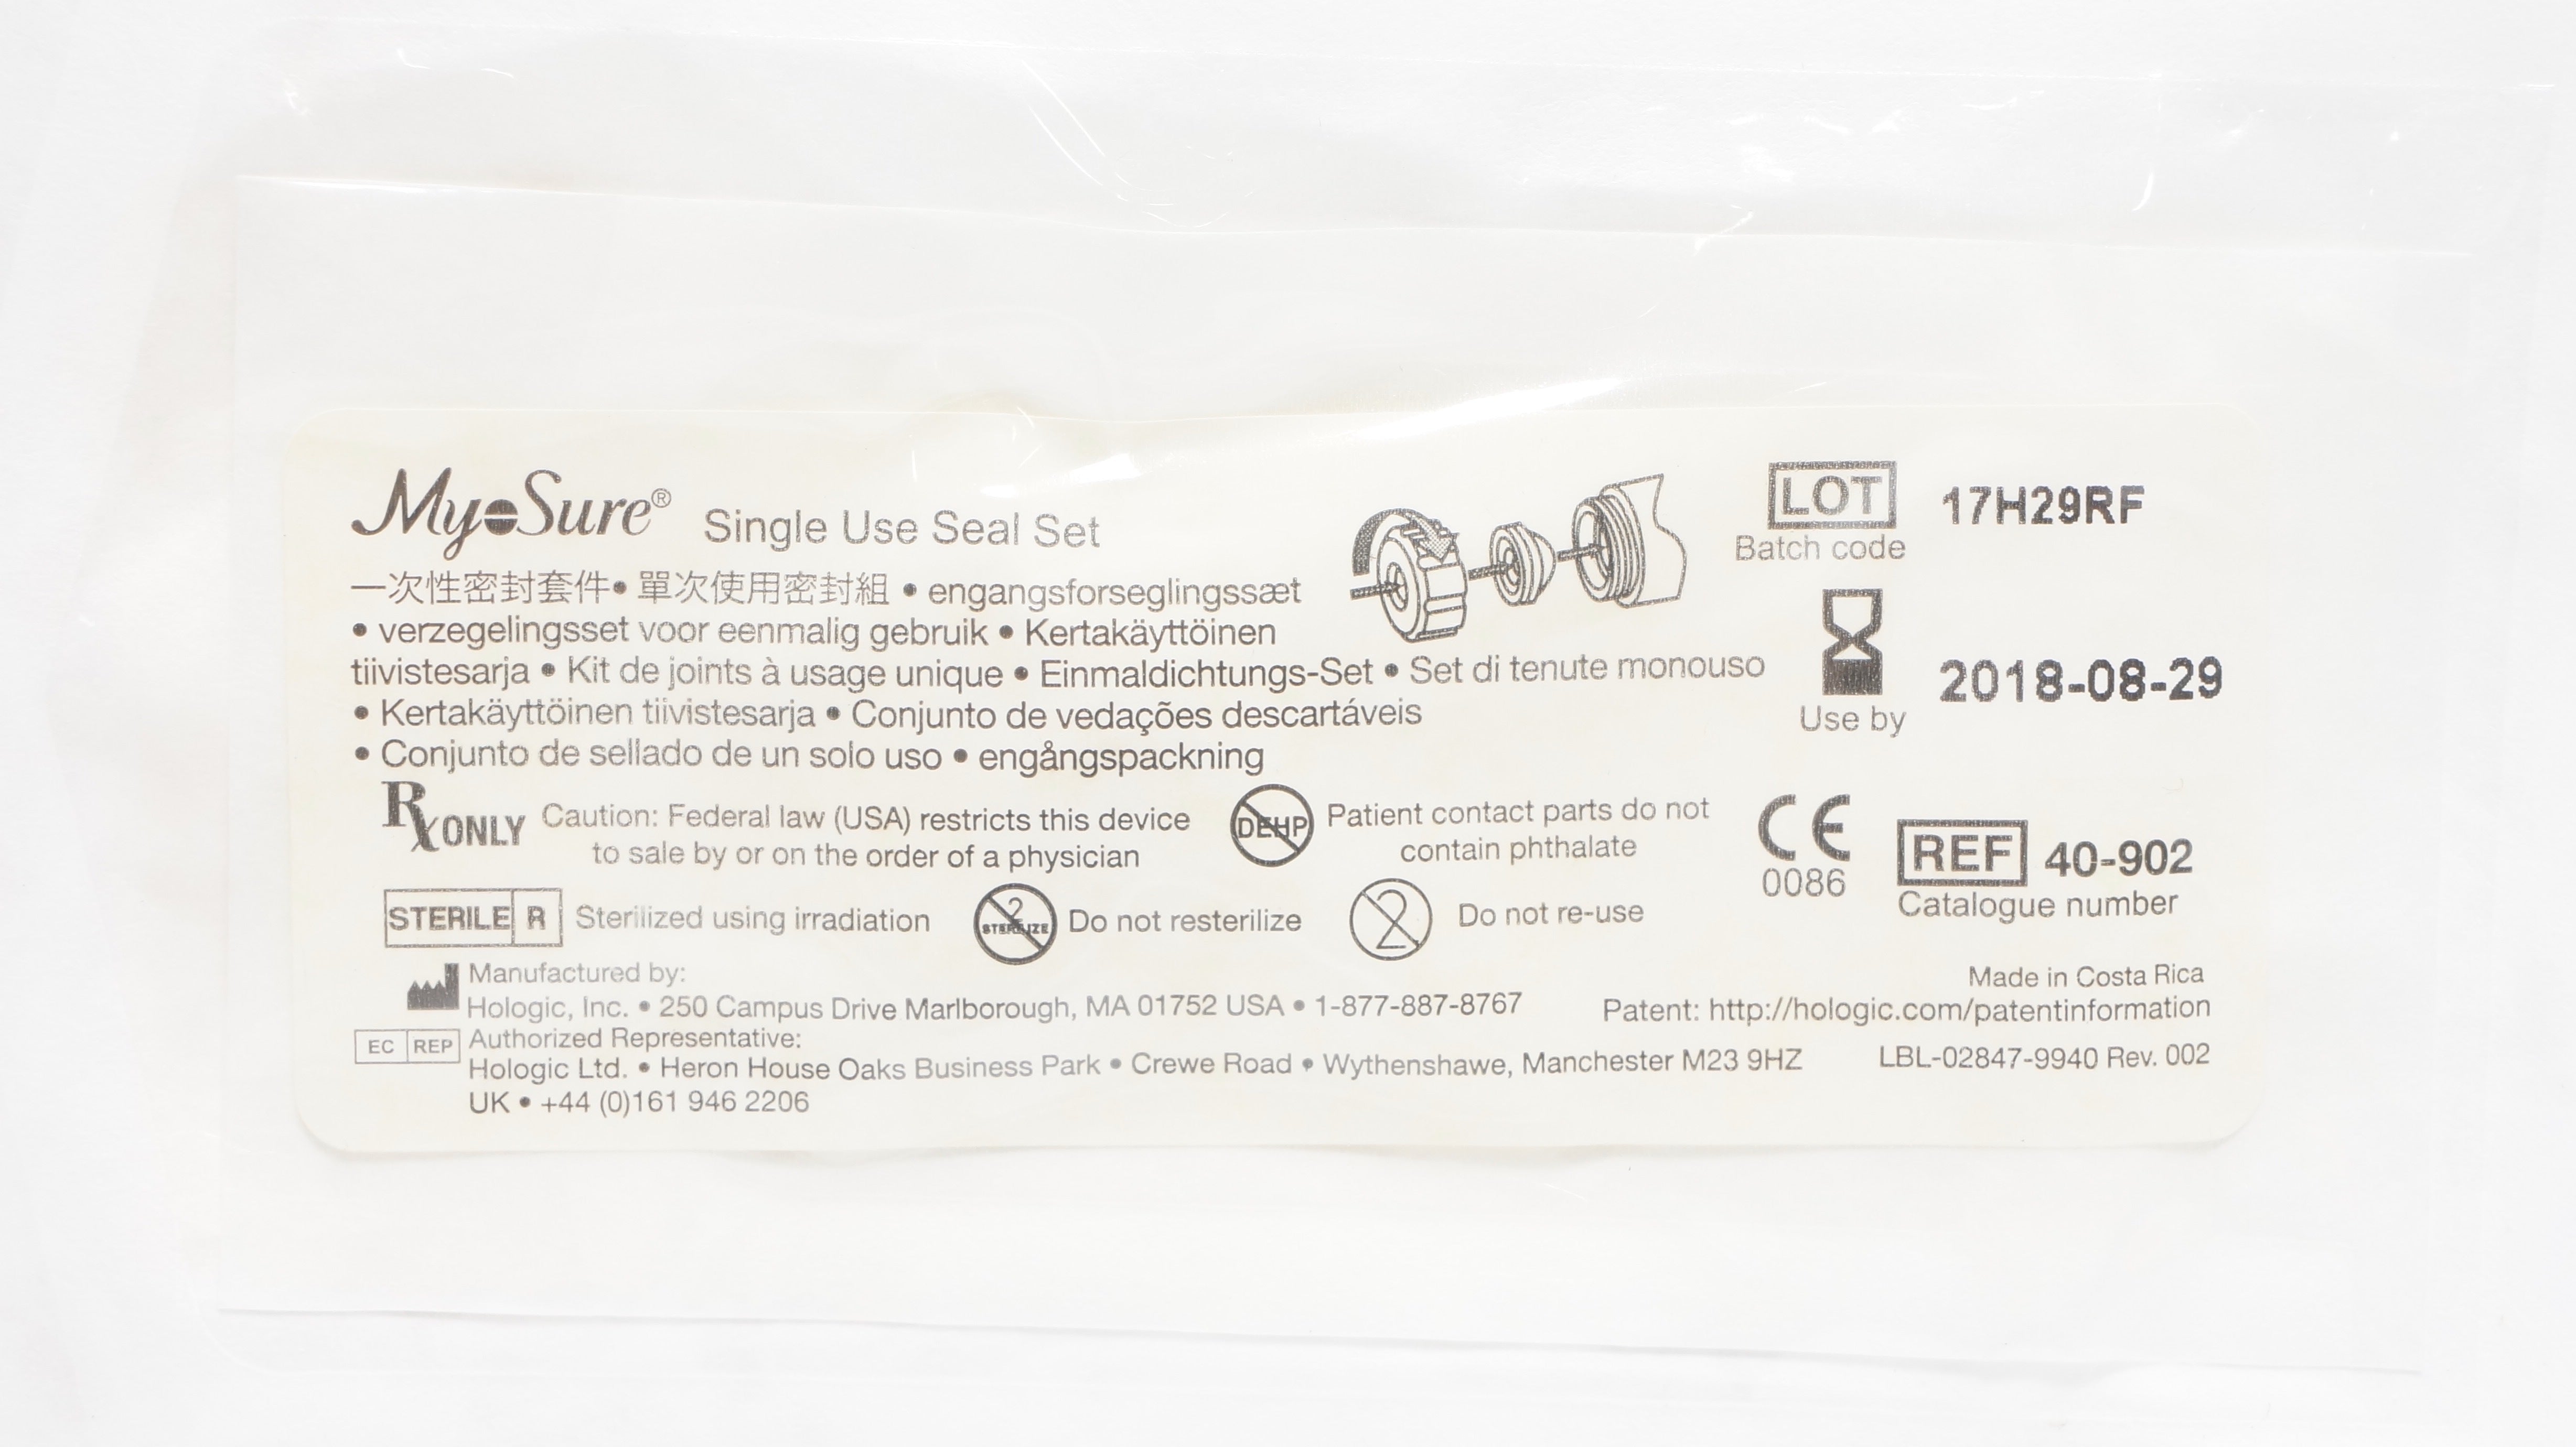 MyoSure® Single Use Seal Set
一次性密封套件• 單次使用密封組 • engangsforseglingssæt
• verzegelingsset voor eenmalig gebruik • Kertakäyttöinen
tiivistesarja • Kit de joints à usage unique • Einmaldichtungs-Set • Set di tenute monouso
• Kertakäyttöinen tiivistesarja • Conjunto de vedações descartáveis
• Conjunto de sellado de un solo uso • engångspackning
LOT 17H29RF
Batch code
2018-08-29
Use by
Rx ONLY Caution: Federal law (USA) restricts this device
to sale by or on the order of a physician
DEHP Patient contact parts do not
contain phthalate
CE
0086
REF 40-902
Catalogue number
STERILE R Sterilized using irradiation
2 STERILIZE Do not resterilize
2 Do not re-use
Manufactured by:
Hologic, Inc. • 250 Campus Drive Marlborough, MA 01752 USA • 1-877-887-8767
Made in Costa Rica
Patent: http://hologic.com/patentinformation
EC REP Authorized Representative:
Hologic Ltd. • Heron House Oaks Business Park • Crewe Road • Wythenshawe, Manchester M23 9HZ
UK • +44 (0)161 946 2206
LBL-02847-9940 Rev. 002